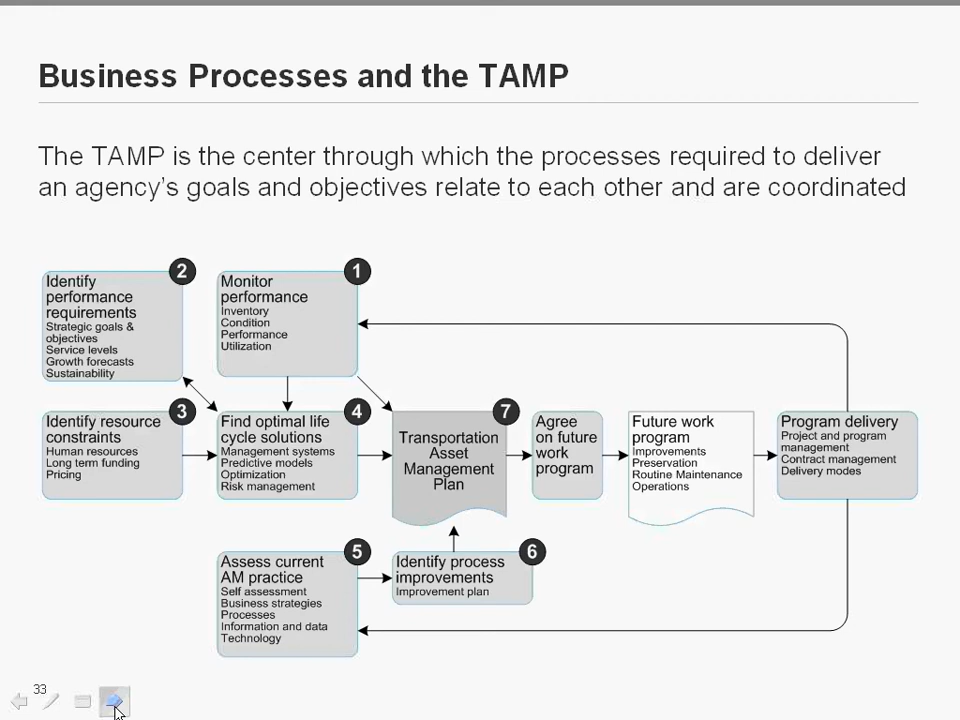 Business Processes and the TAMP
The TAMP is the center through which the processes required to deliver
an agency's goals and objectives relate to each other and are coordinated
2
Identify
performance
requirements
Strategic goals &
objectives
Service levels
Growth forecasts
Sustainability
1
Monitor
performance
Inventory
Condition
Performance
Utilization
3
Identify resource
constraints
Human resources
Long term funding
Pricing
4
Find optimal life
cycle solutions
Management systems
Predictive models
Optimization
Risk management
7
Transportation
Asset
Management
Plan
Agree
on future
work
program
Future work
program
Improvements
Preservation
Routine Maintenance
Operations
Program delivery
Project and program
management
Contract management
Delivery modes
5
Assess current
AM practice
Self assessment
Business strategies
Processes
Information and data
Technology
6
Identify process
improvements
Improvement plan
33